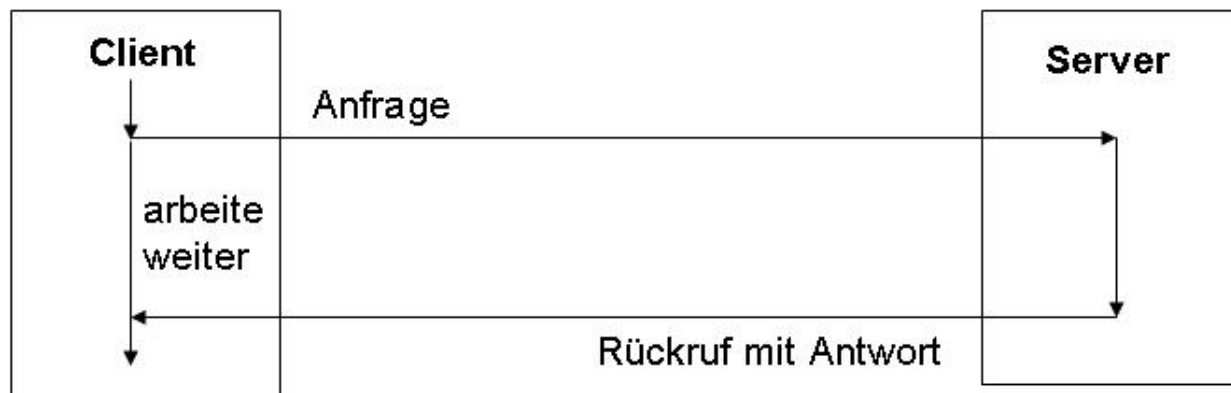 Client
Server
Anfrage
arbeite
weiter
Rückruf mit Antwort